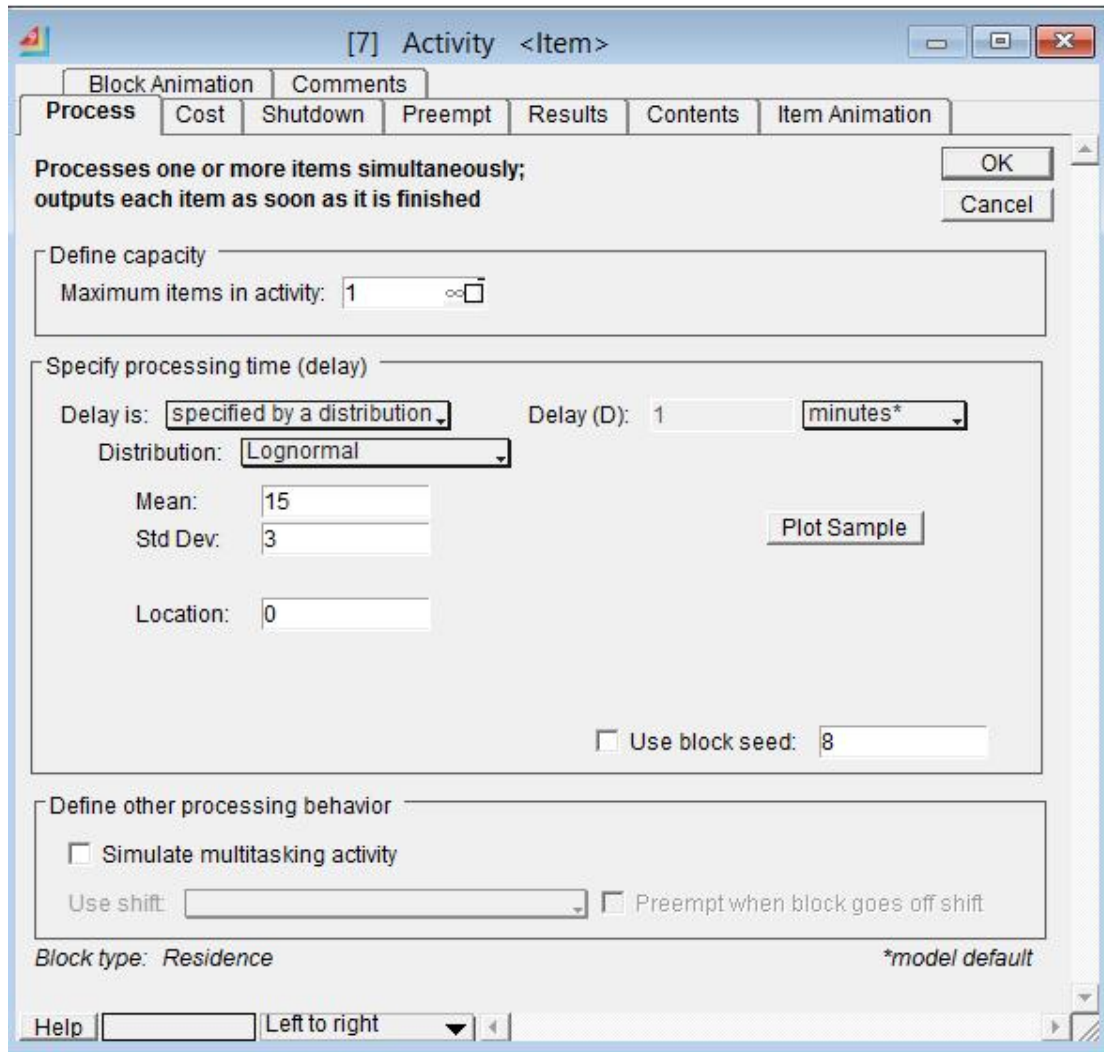 [7] Activity <Item>
Block Animation Comments
Process Cost Shutdown Preempt Results Contents Item Animation
Processes one or more items simultaneously;
outputs each item as soon as it is finished
OK
Cancel
Define capacity
Maximum items in activity: 1 ∞
Specify processing time (delay)
Delay is: specified by a distribution Delay (D): 1 minutes*
Distribution: Lognormal
Mean: 15
Std Dev: 3
Plot Sample
Location: 0
Use block seed: 8
Define other processing behavior
Simulate multitasking activity
Use shift: Preempt when block goes off shift
Block type: Residence *model default
Help Left to right